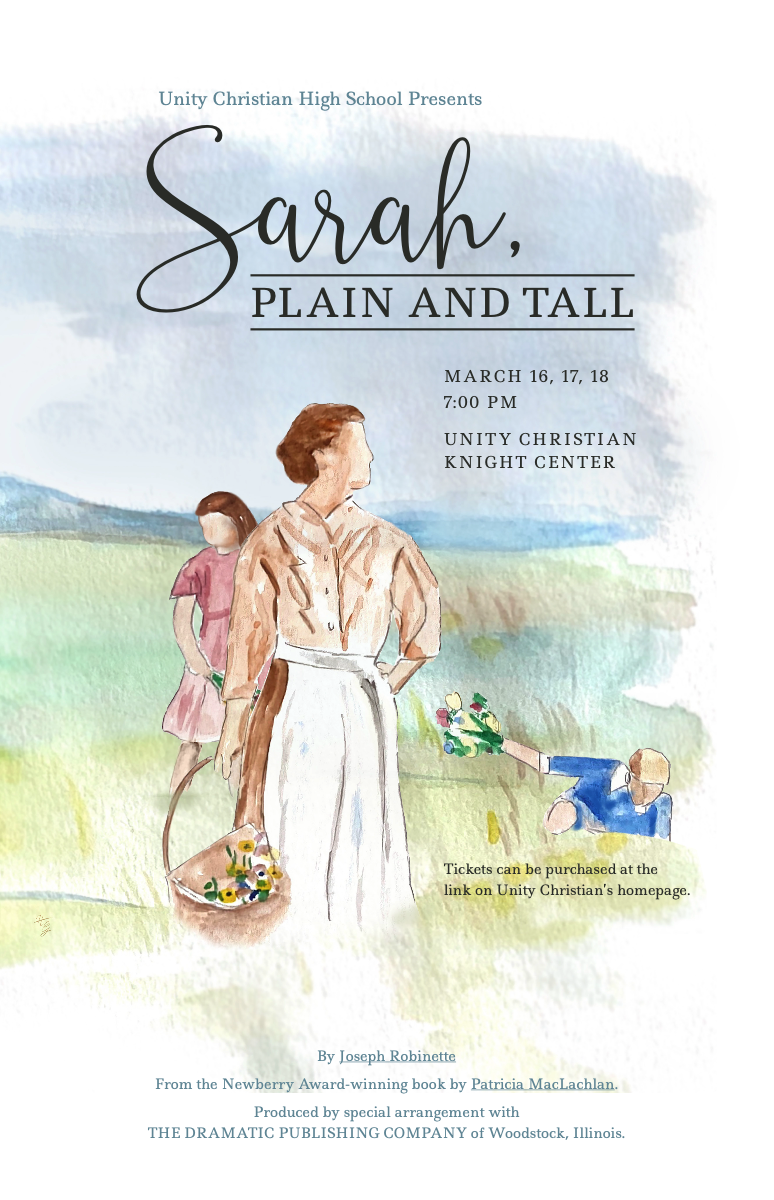 Unity Christian High School Presents
Sarah,
PLAIN AND TALL
MARCH 16, 17, 18
7:00 PM
UNITY CHRISTIAN
KNIGHT CENTER
Tickets can be purchased at the
link on Unity Christian's homepage.
By Joseph Robinette
From the Newberry Award-winning book by Patricia MacLachlan.
Produced by special arrangement with
THE DRAMATIC PUBLISHING COMPANY of Woodstock, Illinois.